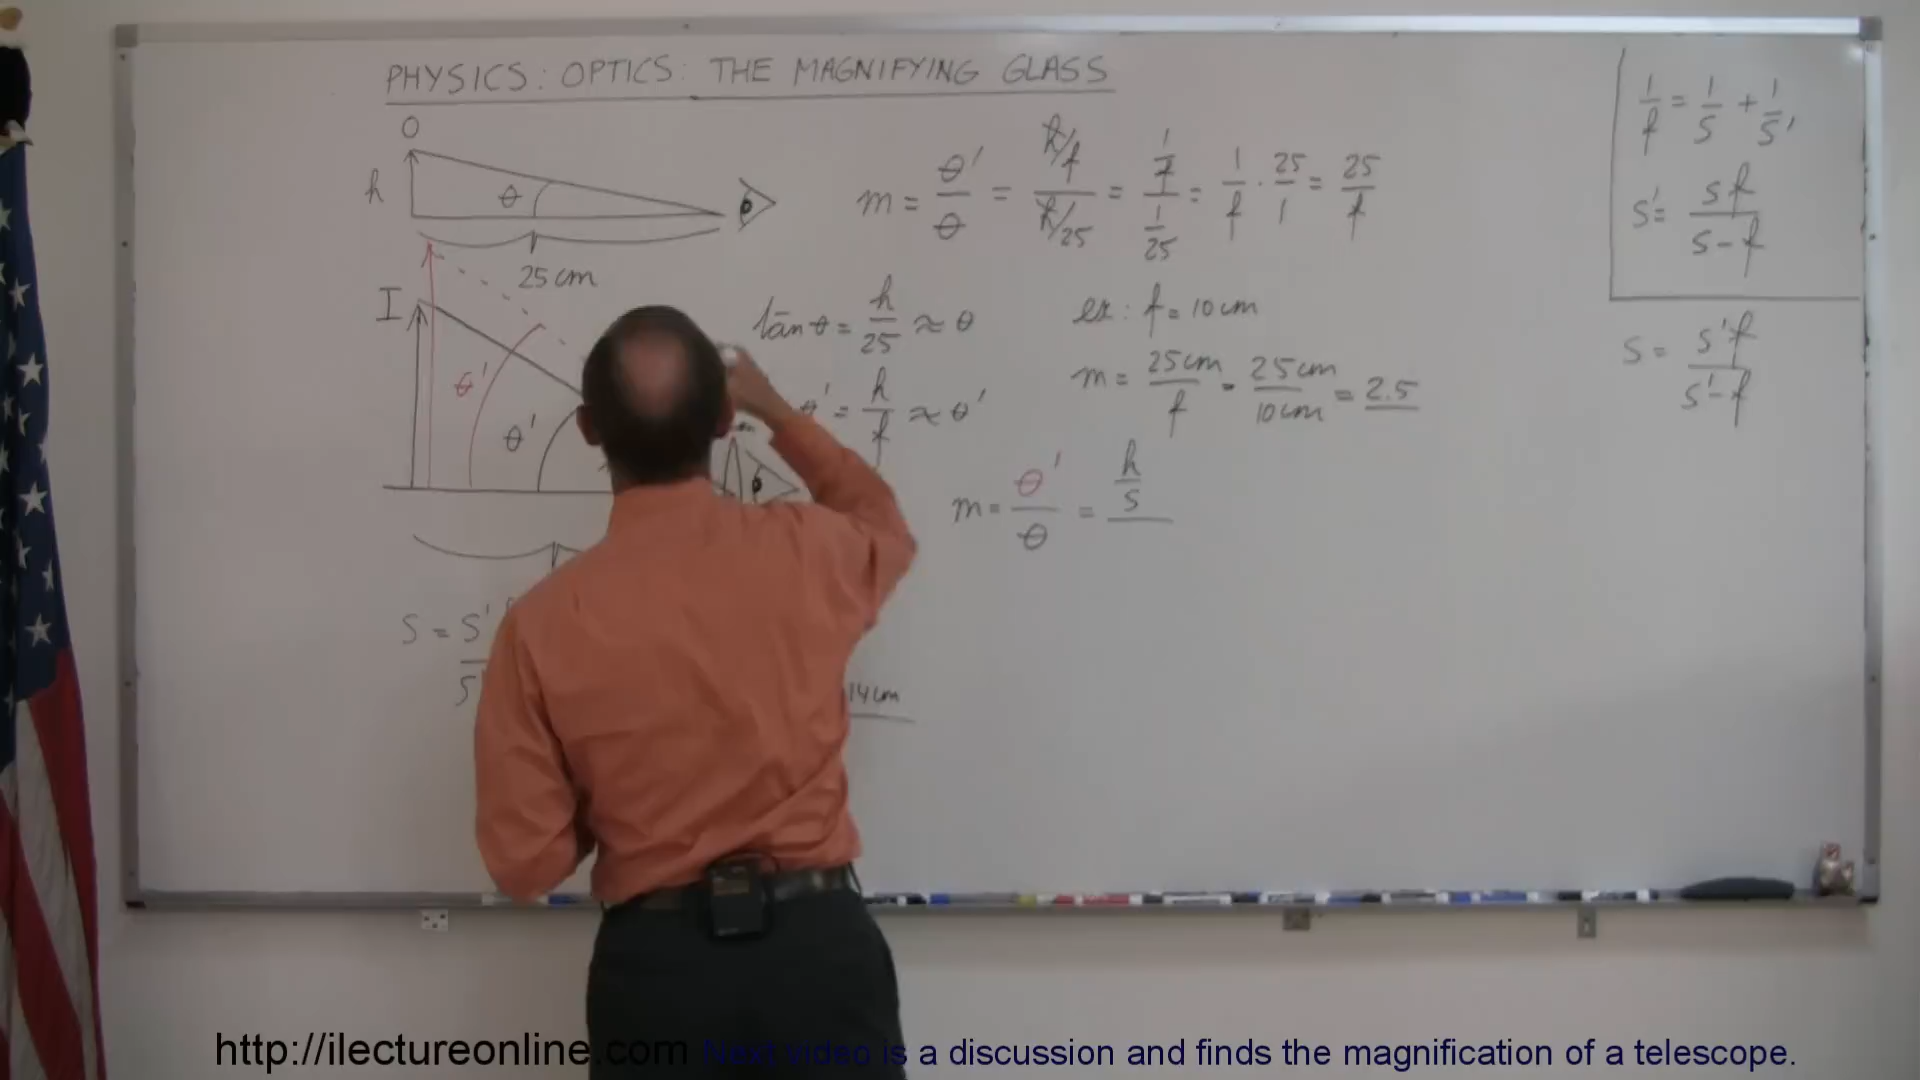 PHYSICS: OPTICS: THE MAGNIFYING GLASS
O
h
θ
25 cm
I
θ'
θ'
m = θ'/θ = (h/f)/(h/25) = (1/f)/(1/25) = 1/f · 25/1 = 25/f
tan θ = h/25 ≈ θ
θ' = h/f ≈ θ'
ex: f = 10 cm
m = 25cm/f = 25cm/10cm = 2.5
m = θ'/θ = (h/s)/
S = S'
S
14 cm
1/f = 1/s + 1/s'
s' = sf/(s-f)
s = s'f/(s'-f)
http://ilectureonline.com Next video is a discussion and finds the magnification of a telescope.